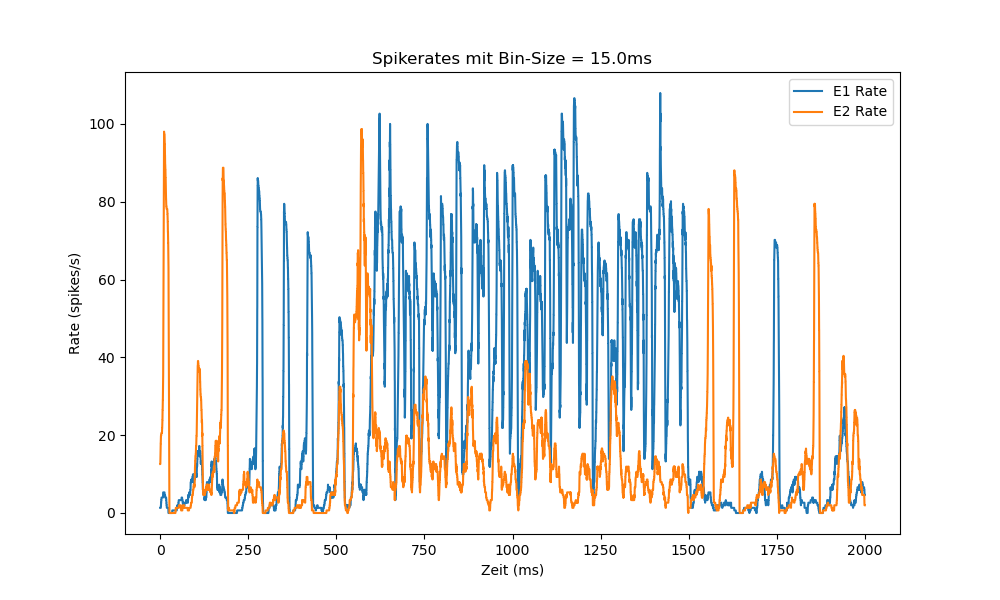 Spikerates mit Bin-Size = 15.0ms
E1 Rate
E2 Rate
Rate (spikes/s)
100
80
60
40
20
0
0 250 500 750 1000 1250 1500 1750 2000
Zeit (ms)